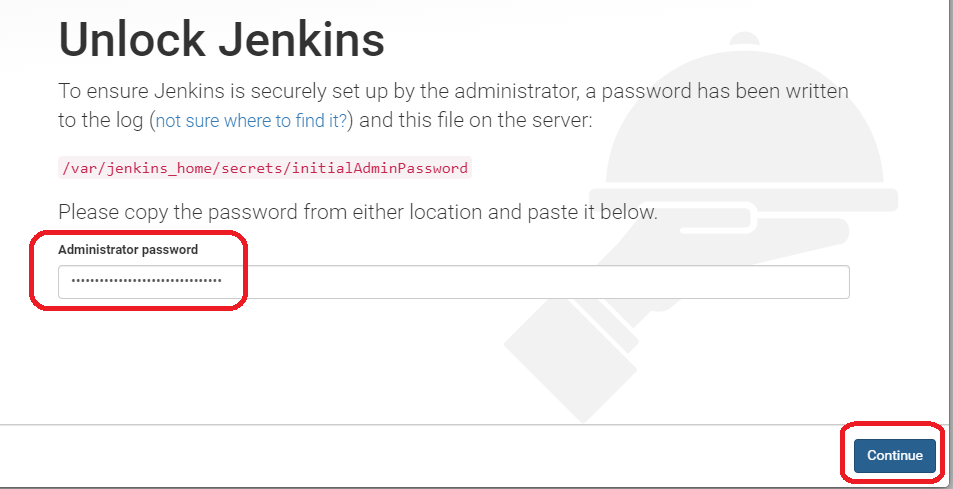 Unlock Jenkins
To ensure Jenkins is securely set up by the administrator, a password has been written
to the log (not sure where to find it?) and this file on the server:
/var/jenkins_home/secrets/initialAdminPassword
Please copy the password from either location and paste it below.
Administrator password
••••••••••••••••••••••••••••••••
Continue